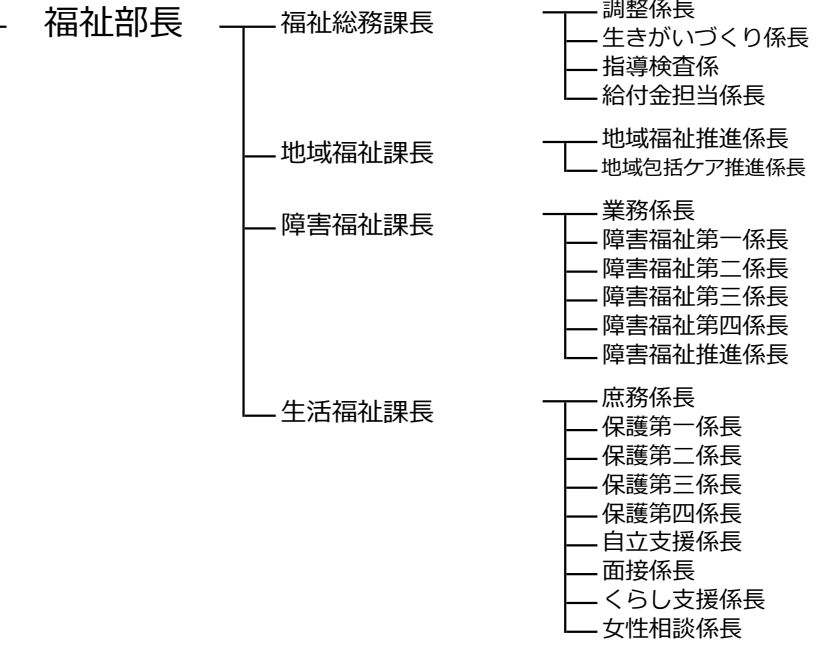 福祉部長
福祉総務課長
調整係長
生きがいづくり係長
指導検査係
給付金担当係長
地域福祉課長
地域福祉推進係長
地域包括ケア推進係長
障害福祉課長
業務係長
障害福祉第一係長
障害福祉第二係長
障害福祉第三係長
障害福祉第四係長
障害福祉推進係長
生活福祉課長
庶務係長
保護第一係長
保護第二係長
保護第三係長
保護第四係長
自立支援係長
面接係長
くらし支援係長
女性相談係長